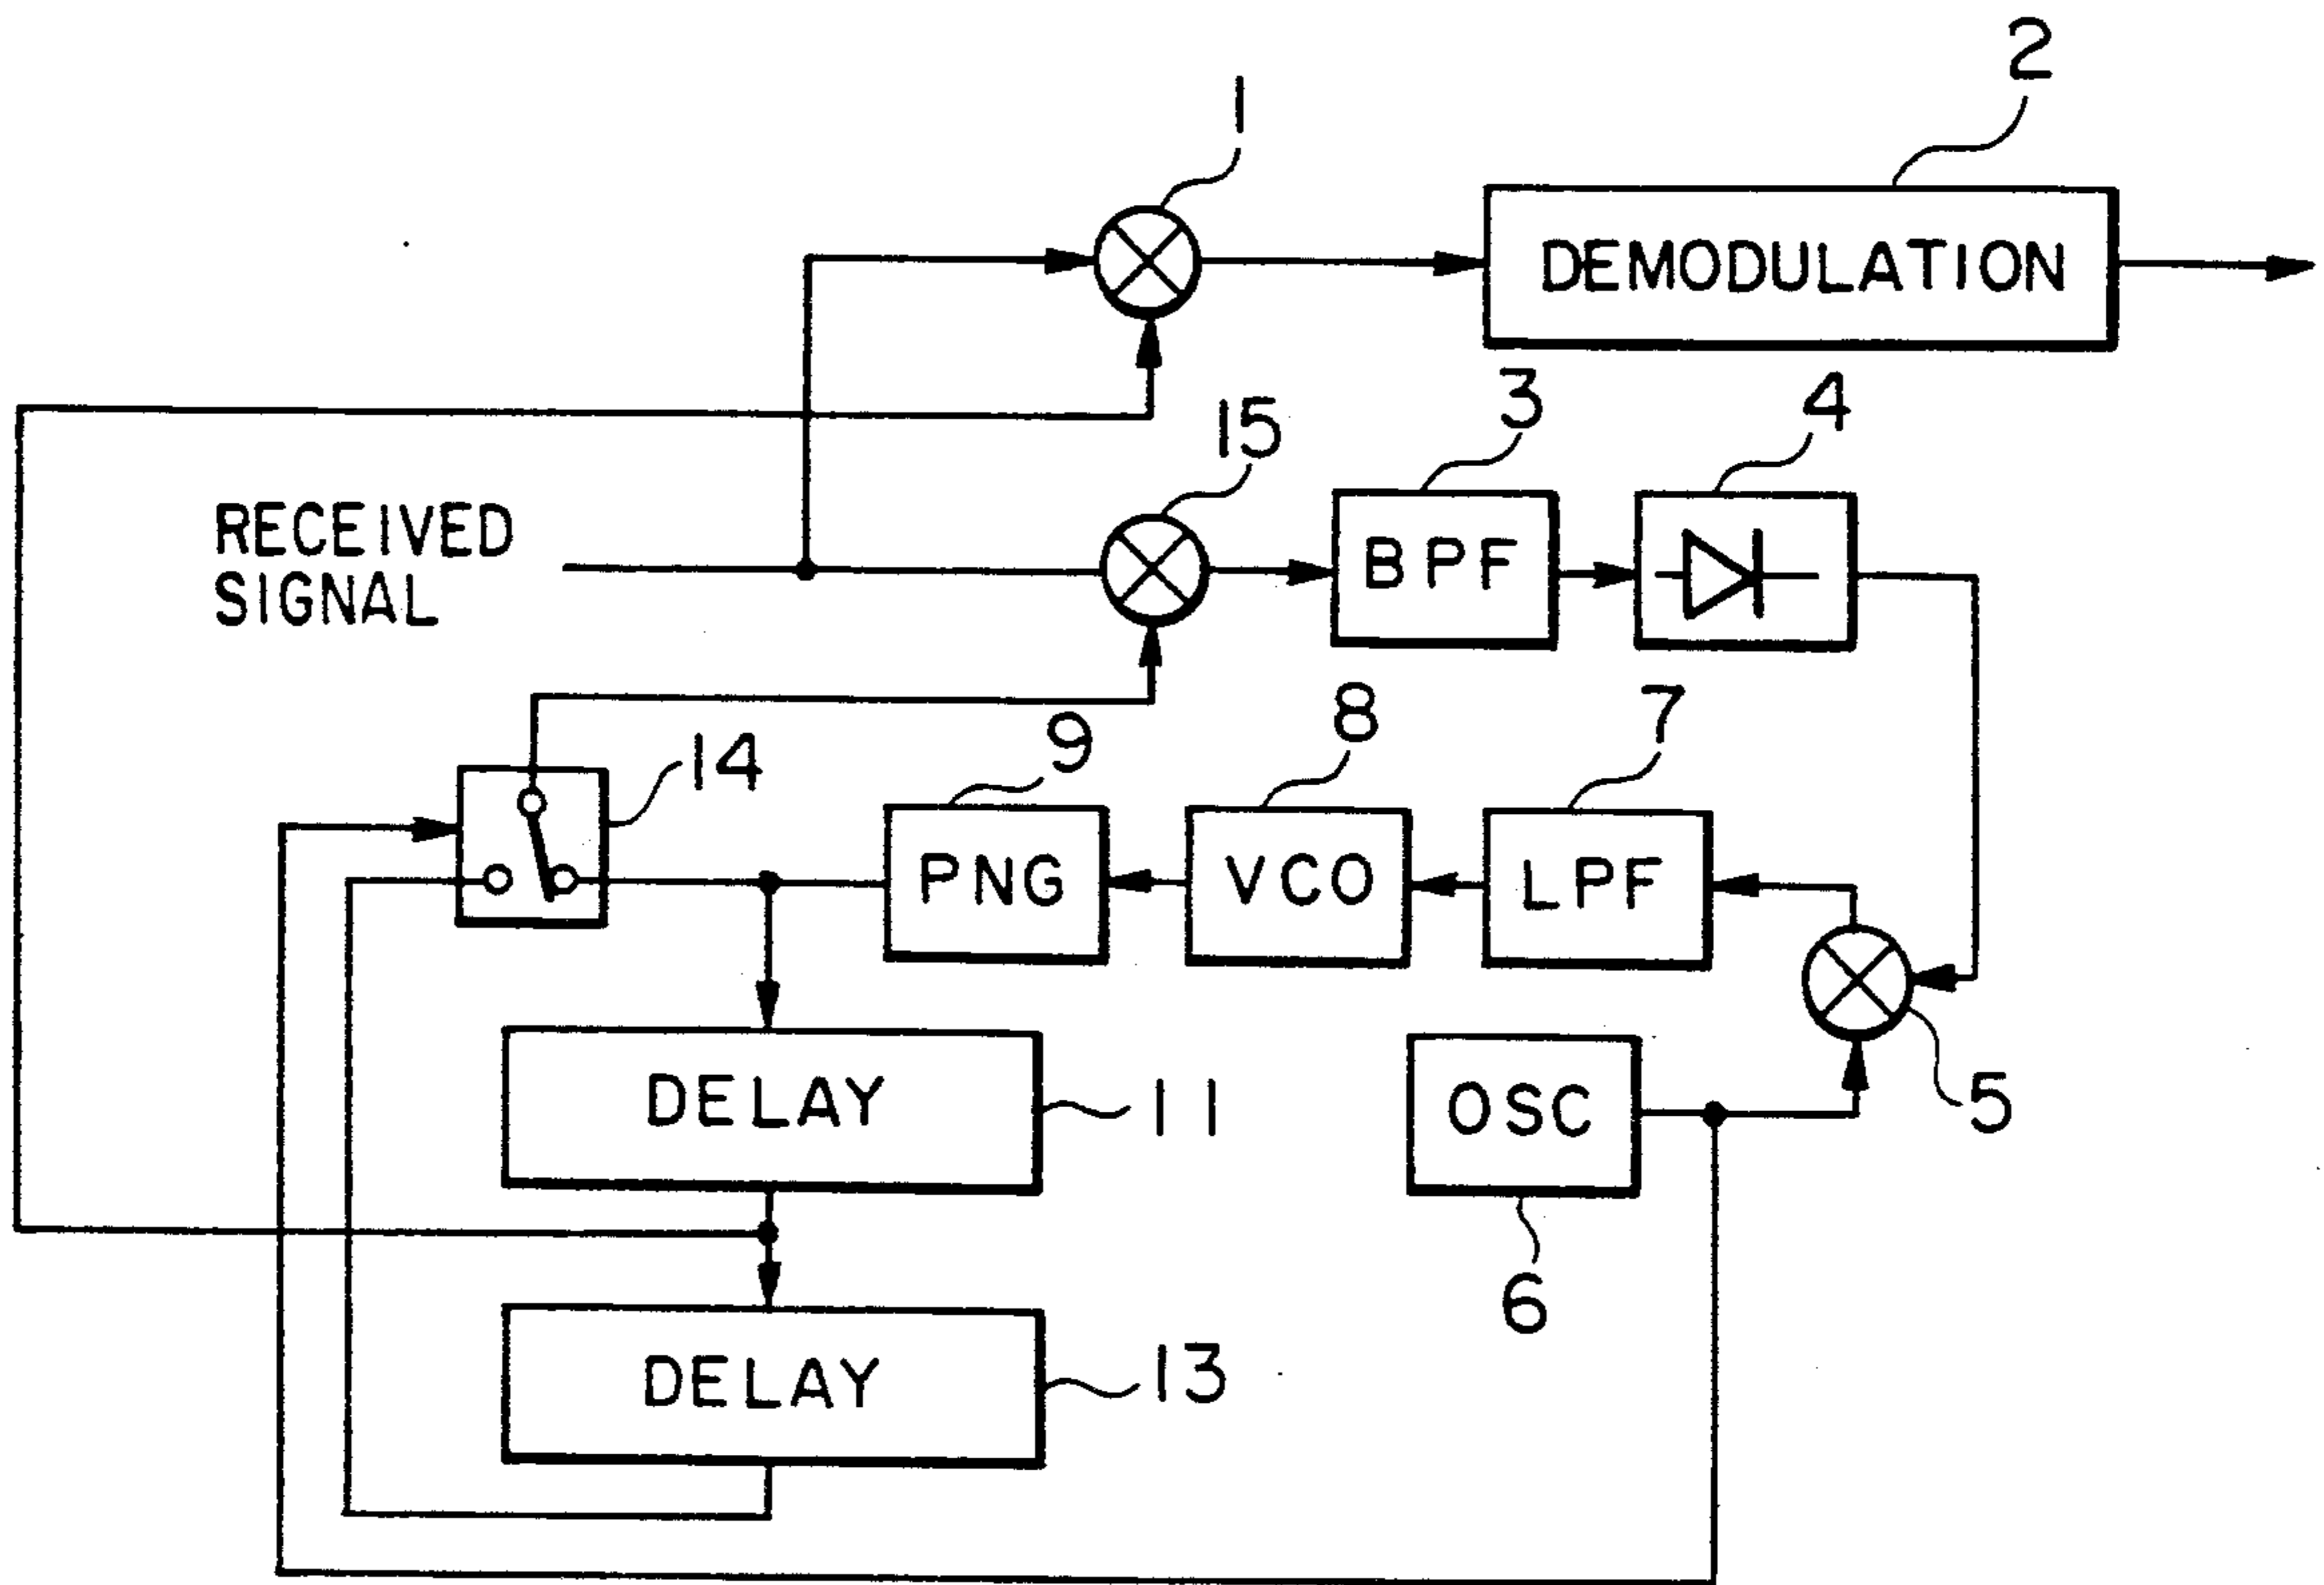 2
1
DEMODULATION
3
4
15
RECEIVED
SIGNAL
BPF
8
7
9
14
PNG
VCO
LPF
DELAY
11
OSC
5
6
DELAY
13